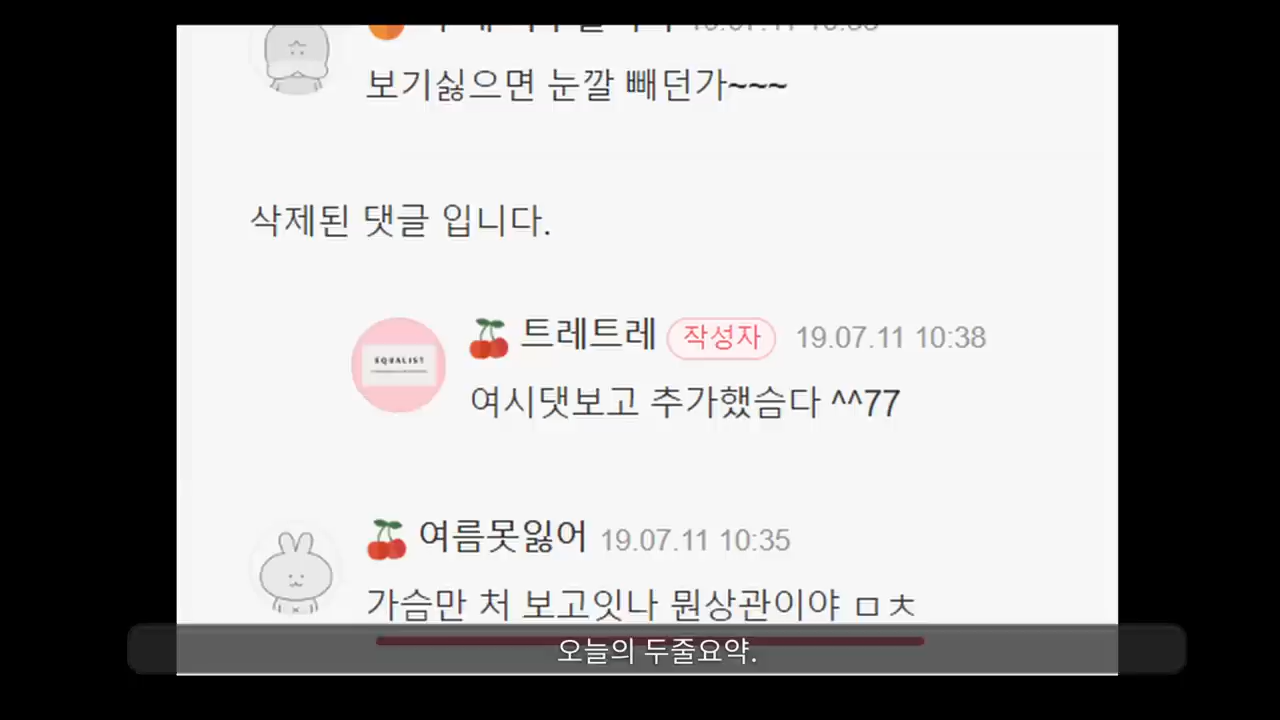 보기싫으면 눈깔 빼던가~~~
삭제된 댓글 입니다.
EQUALIST
트레트레 작성자 19.07.11 10:38
여시댓보고 추가했슴다 ^^77
여름못잃어 19.07.11 10:35
가슴만 처 보고잇나 뭔상관이야 ㅁㅊ
오늘의 두줄요약.